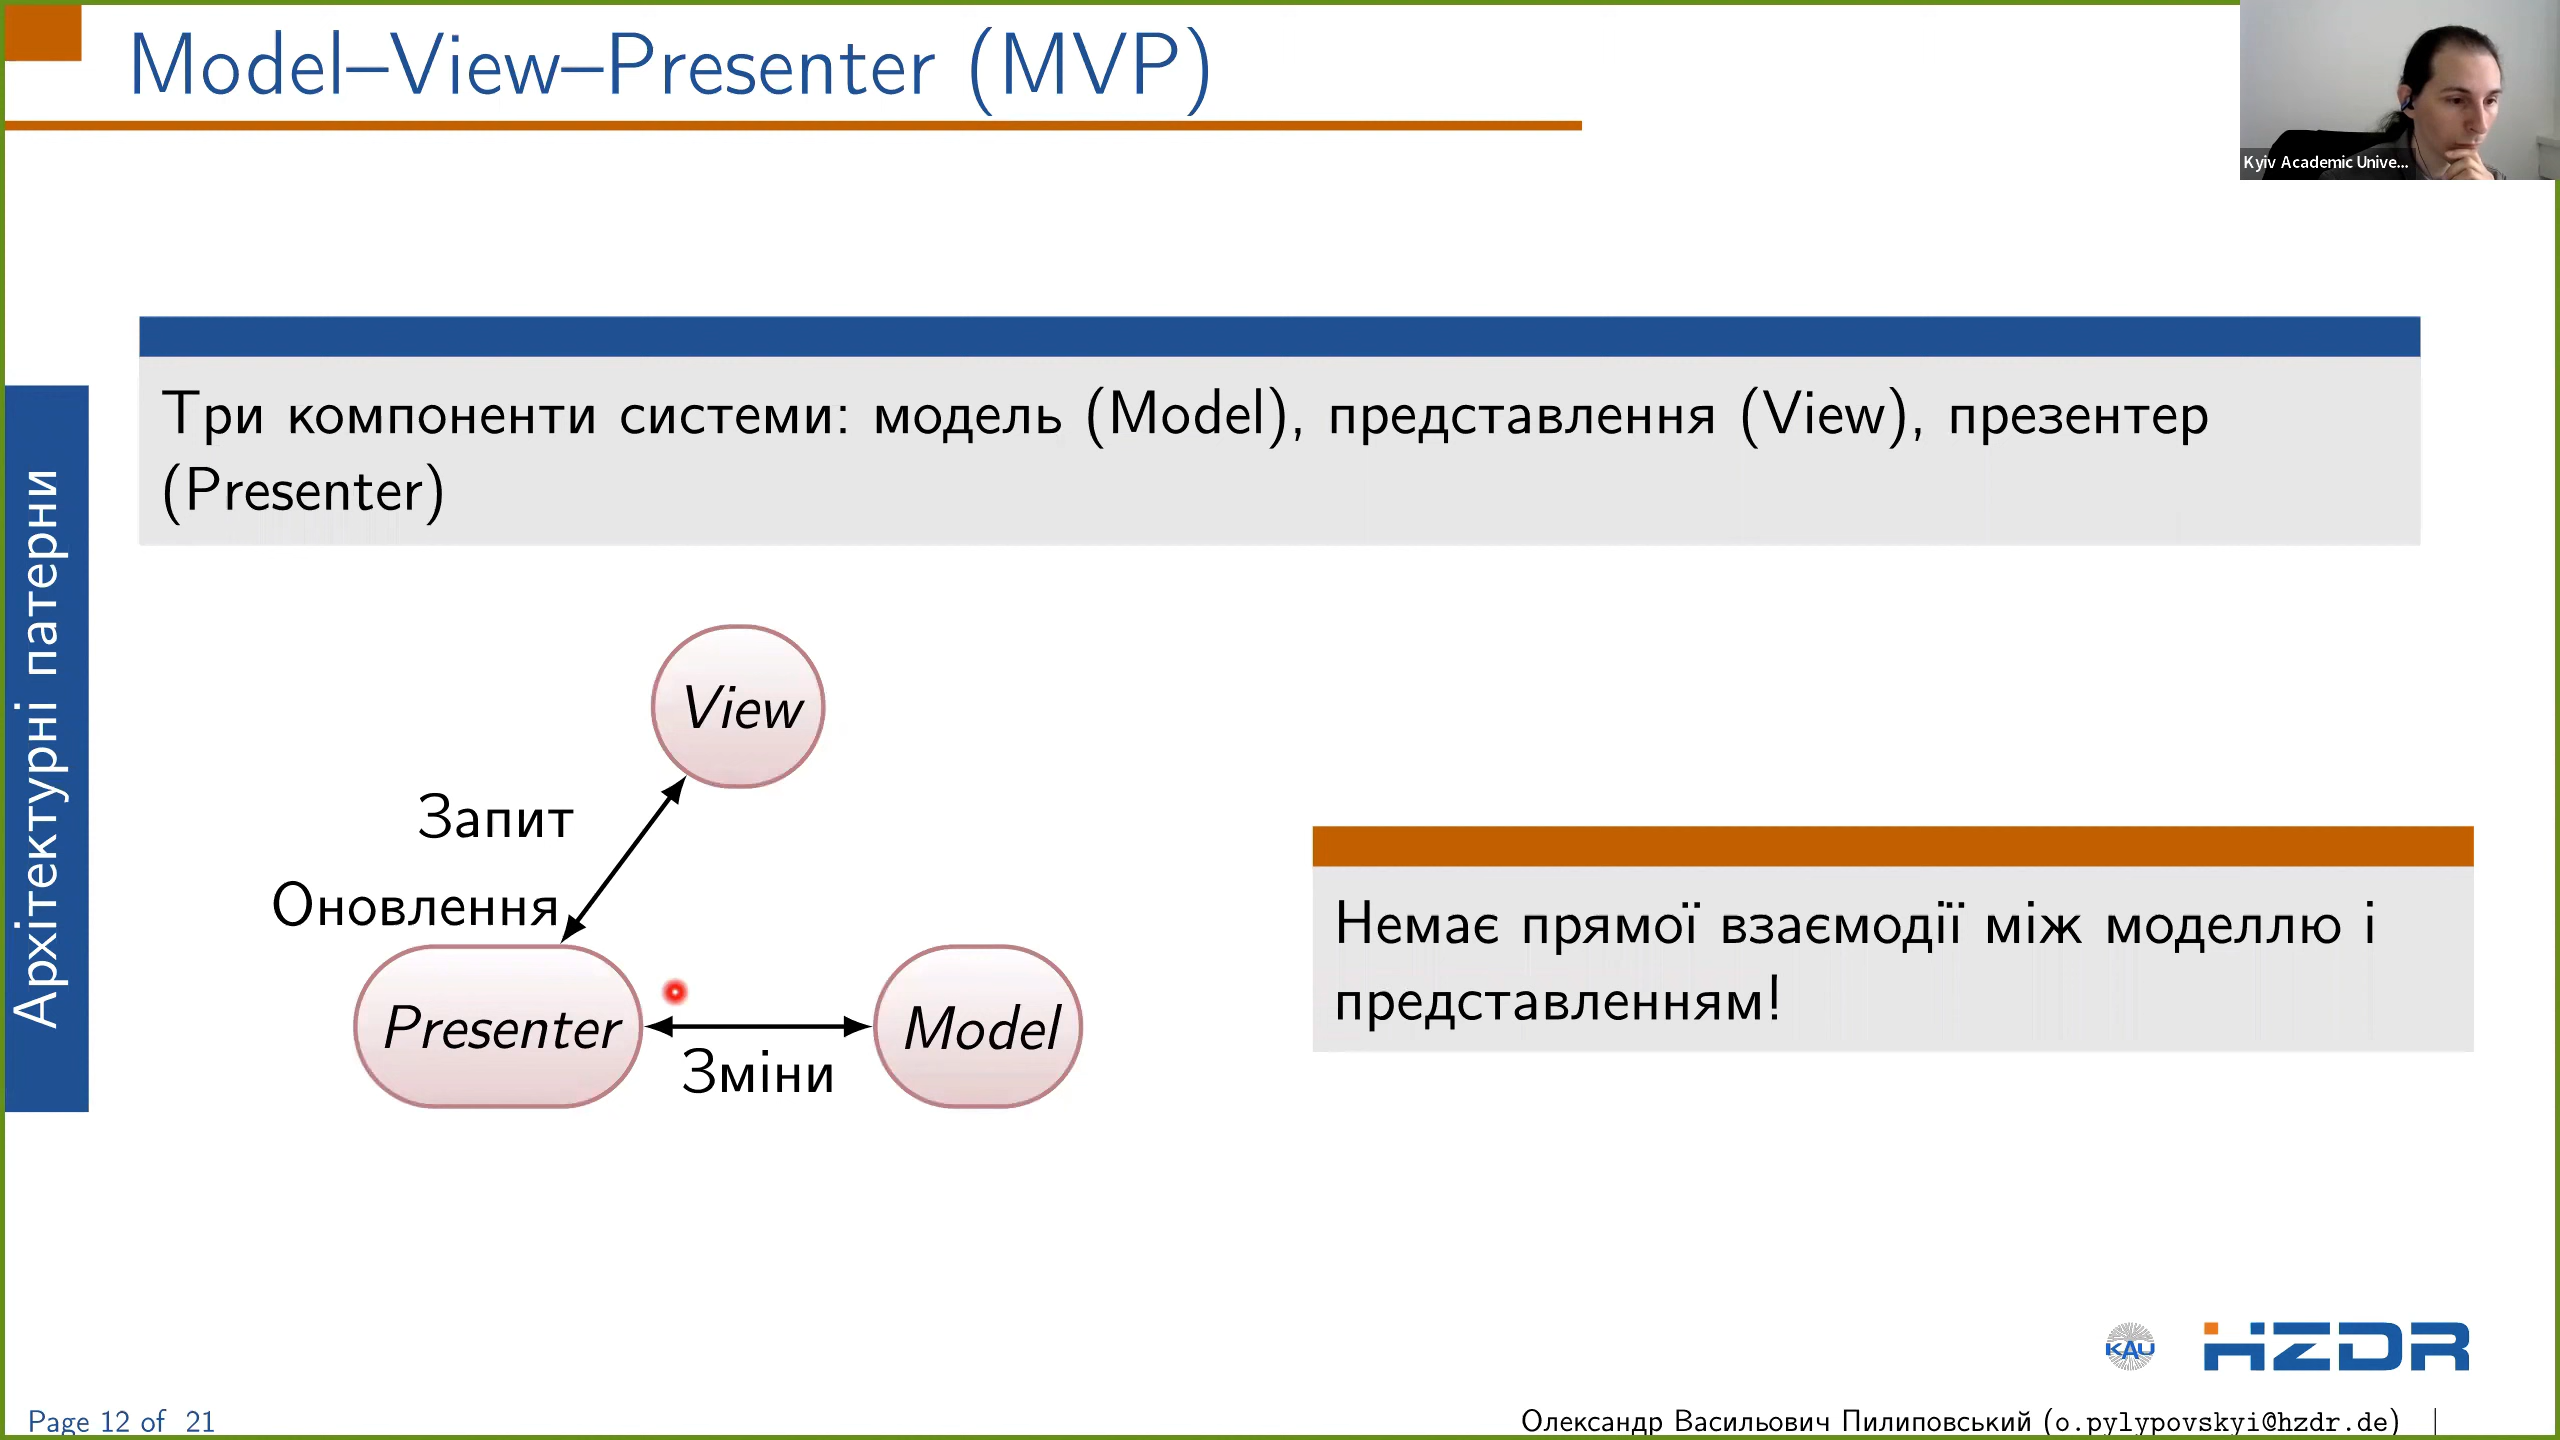 Model–View–Presenter (MVP)
Kyiv Academic Unive...
Три компоненти системи: модель (Model), представлення (View), презентер
(Presenter)
Архітектурні патерни
View
Запит
Оновлення
Presenter
Зміни
Model
Немає прямої взаємодії між моделлю і
представленням!
KAU
HZDR
Page 12 of 21
Олександр Васильович Пилиповський (o.pylypovskyi@hzdr.de) |